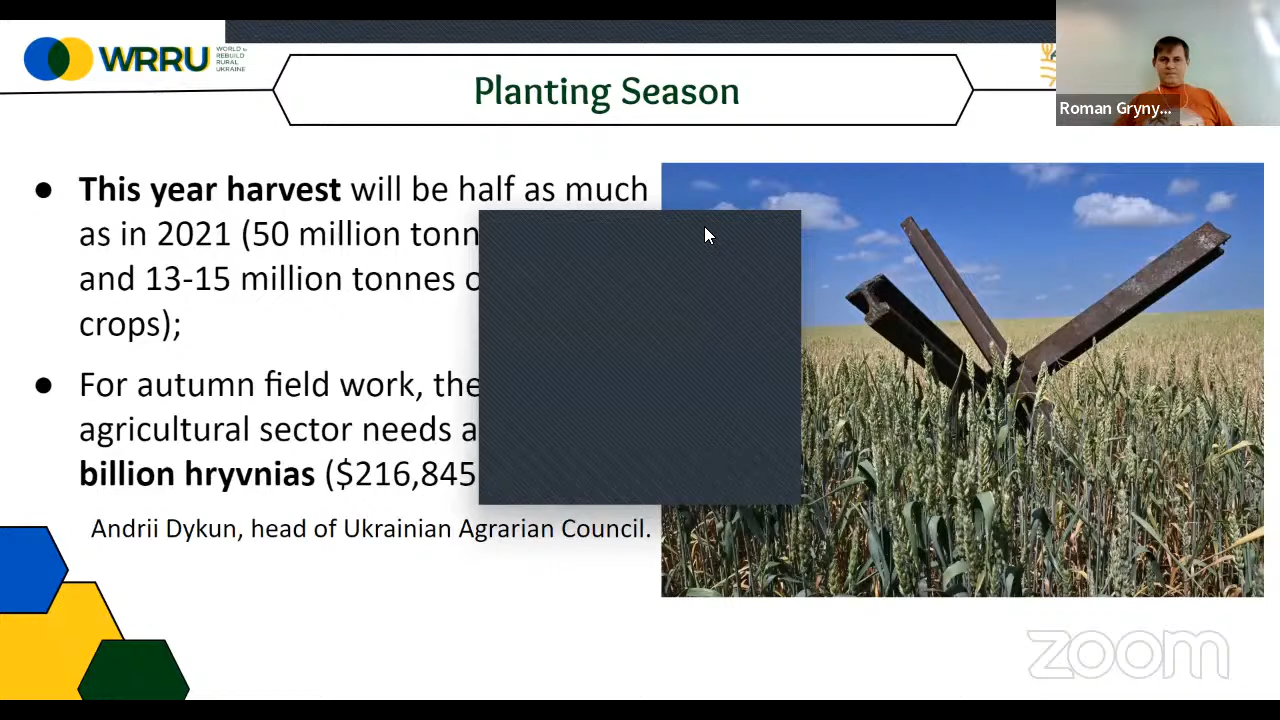 WRRU
WORLD to
REBUILD
RURAL
UKRAINE
Planting Season
Roman Gryny...
● This year harvest will be half as much
as in 2021 (50 million
and 13-15 million tonnes
crops);
● For autumn field work, the
agricultural sector needs
billion hryvnias ($216,845
Andrii Dykun, head of Ukrainian Agrarian Council.
zoom